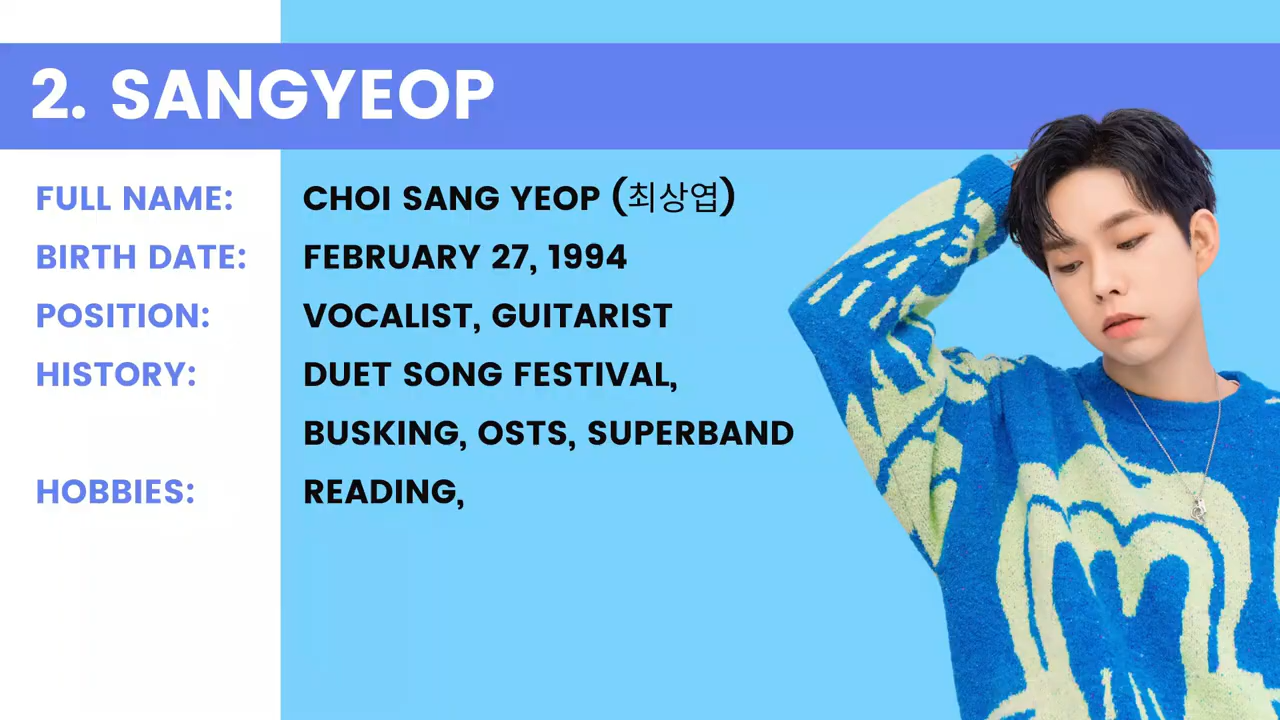 2. SANGYEOP
FULL NAME: CHOI SANG YEOP (최상엽)
BIRTH DATE: FEBRUARY 27, 1994
POSITION: VOCALIST, GUITARIST
HISTORY: DUET SONG FESTIVAL,
BUSKING, OSTS, SUPERBAND
HOBBIES: READING,